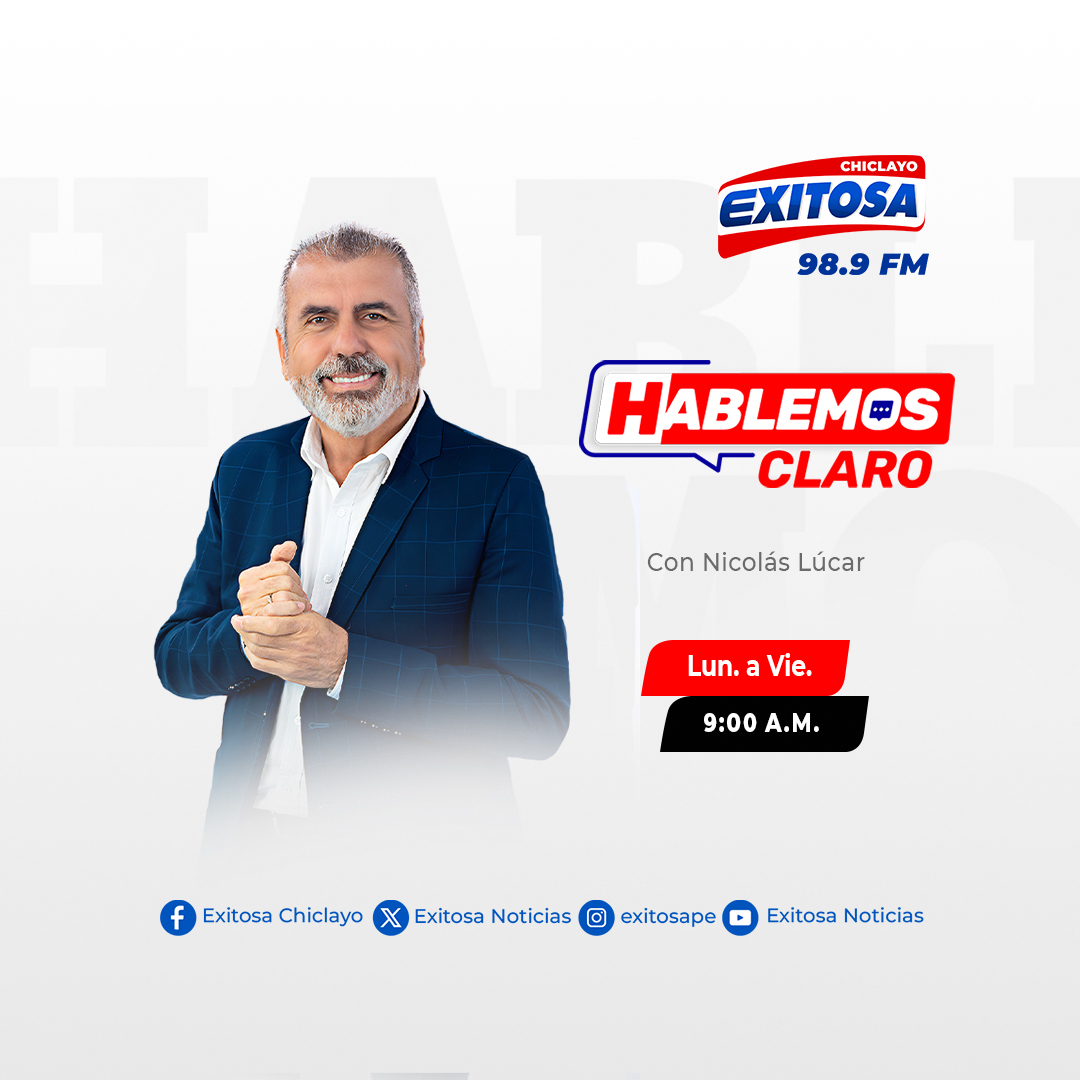 CHICLAYO
EXITOSA
98.9 FM
HABLEMOS
CLARO
Con Nicolás Lúcar
Lun. a Vie.
9:00 A.M.
Exitosa Chiclayo Exitosa Noticias exitosape Exitosa Noticias